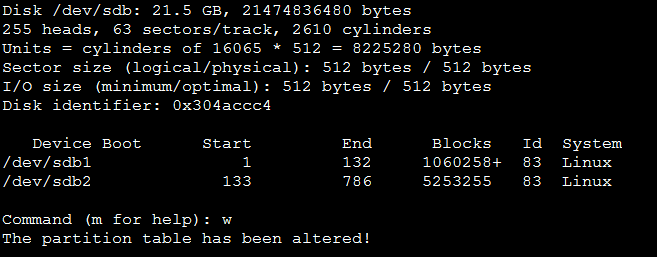 Disk /dev/sdb: 21.5 GB, 21474836480 bytes
255 heads, 63 sectors/track, 2610 cylinders
Units = cylinders of 16065 * 512 = 8225280 bytes
Sector size (logical/physical): 512 bytes / 512 bytes
I/O size (minimum/optimal): 512 bytes / 512 bytes
Disk identifier: 0x304accc4
Device Boot Start End Blocks Id System
/dev/sdb1 1 132 1060258+ 83 Linux
/dev/sdb2 133 786 5253255 83 Linux
Command (m for help): w
The partition table has been altered!